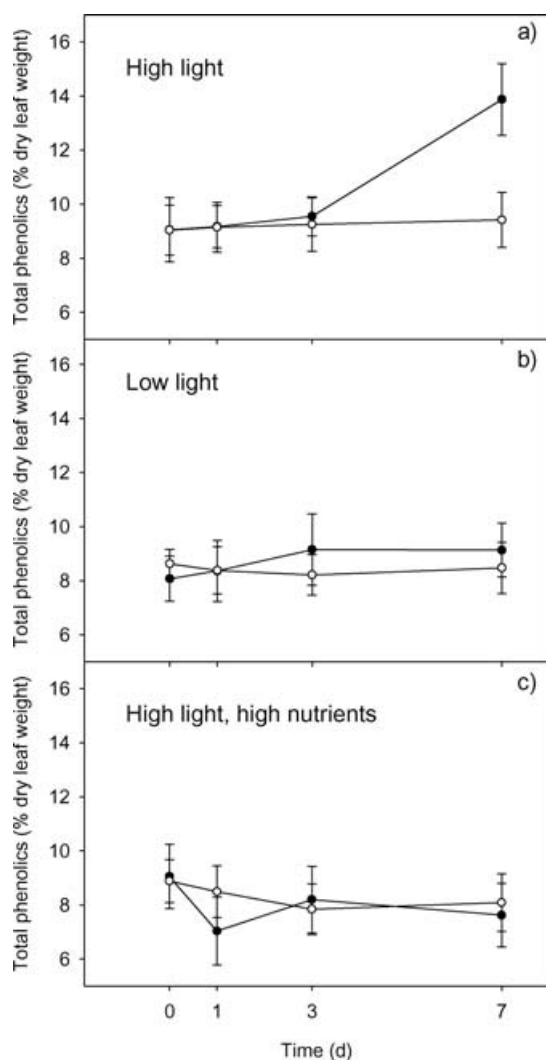 a)
High light
Total phenolics (% dry leaf weight)
16
14
12
10
8
6
b)
Low light
Total phenolics (% dry leaf weight)
16
14
12
10
8
6
c)
High light, high nutrients
Total phenolics (% dry leaf weight)
16
14
12
10
8
6
0 1 3 7
Time (d)